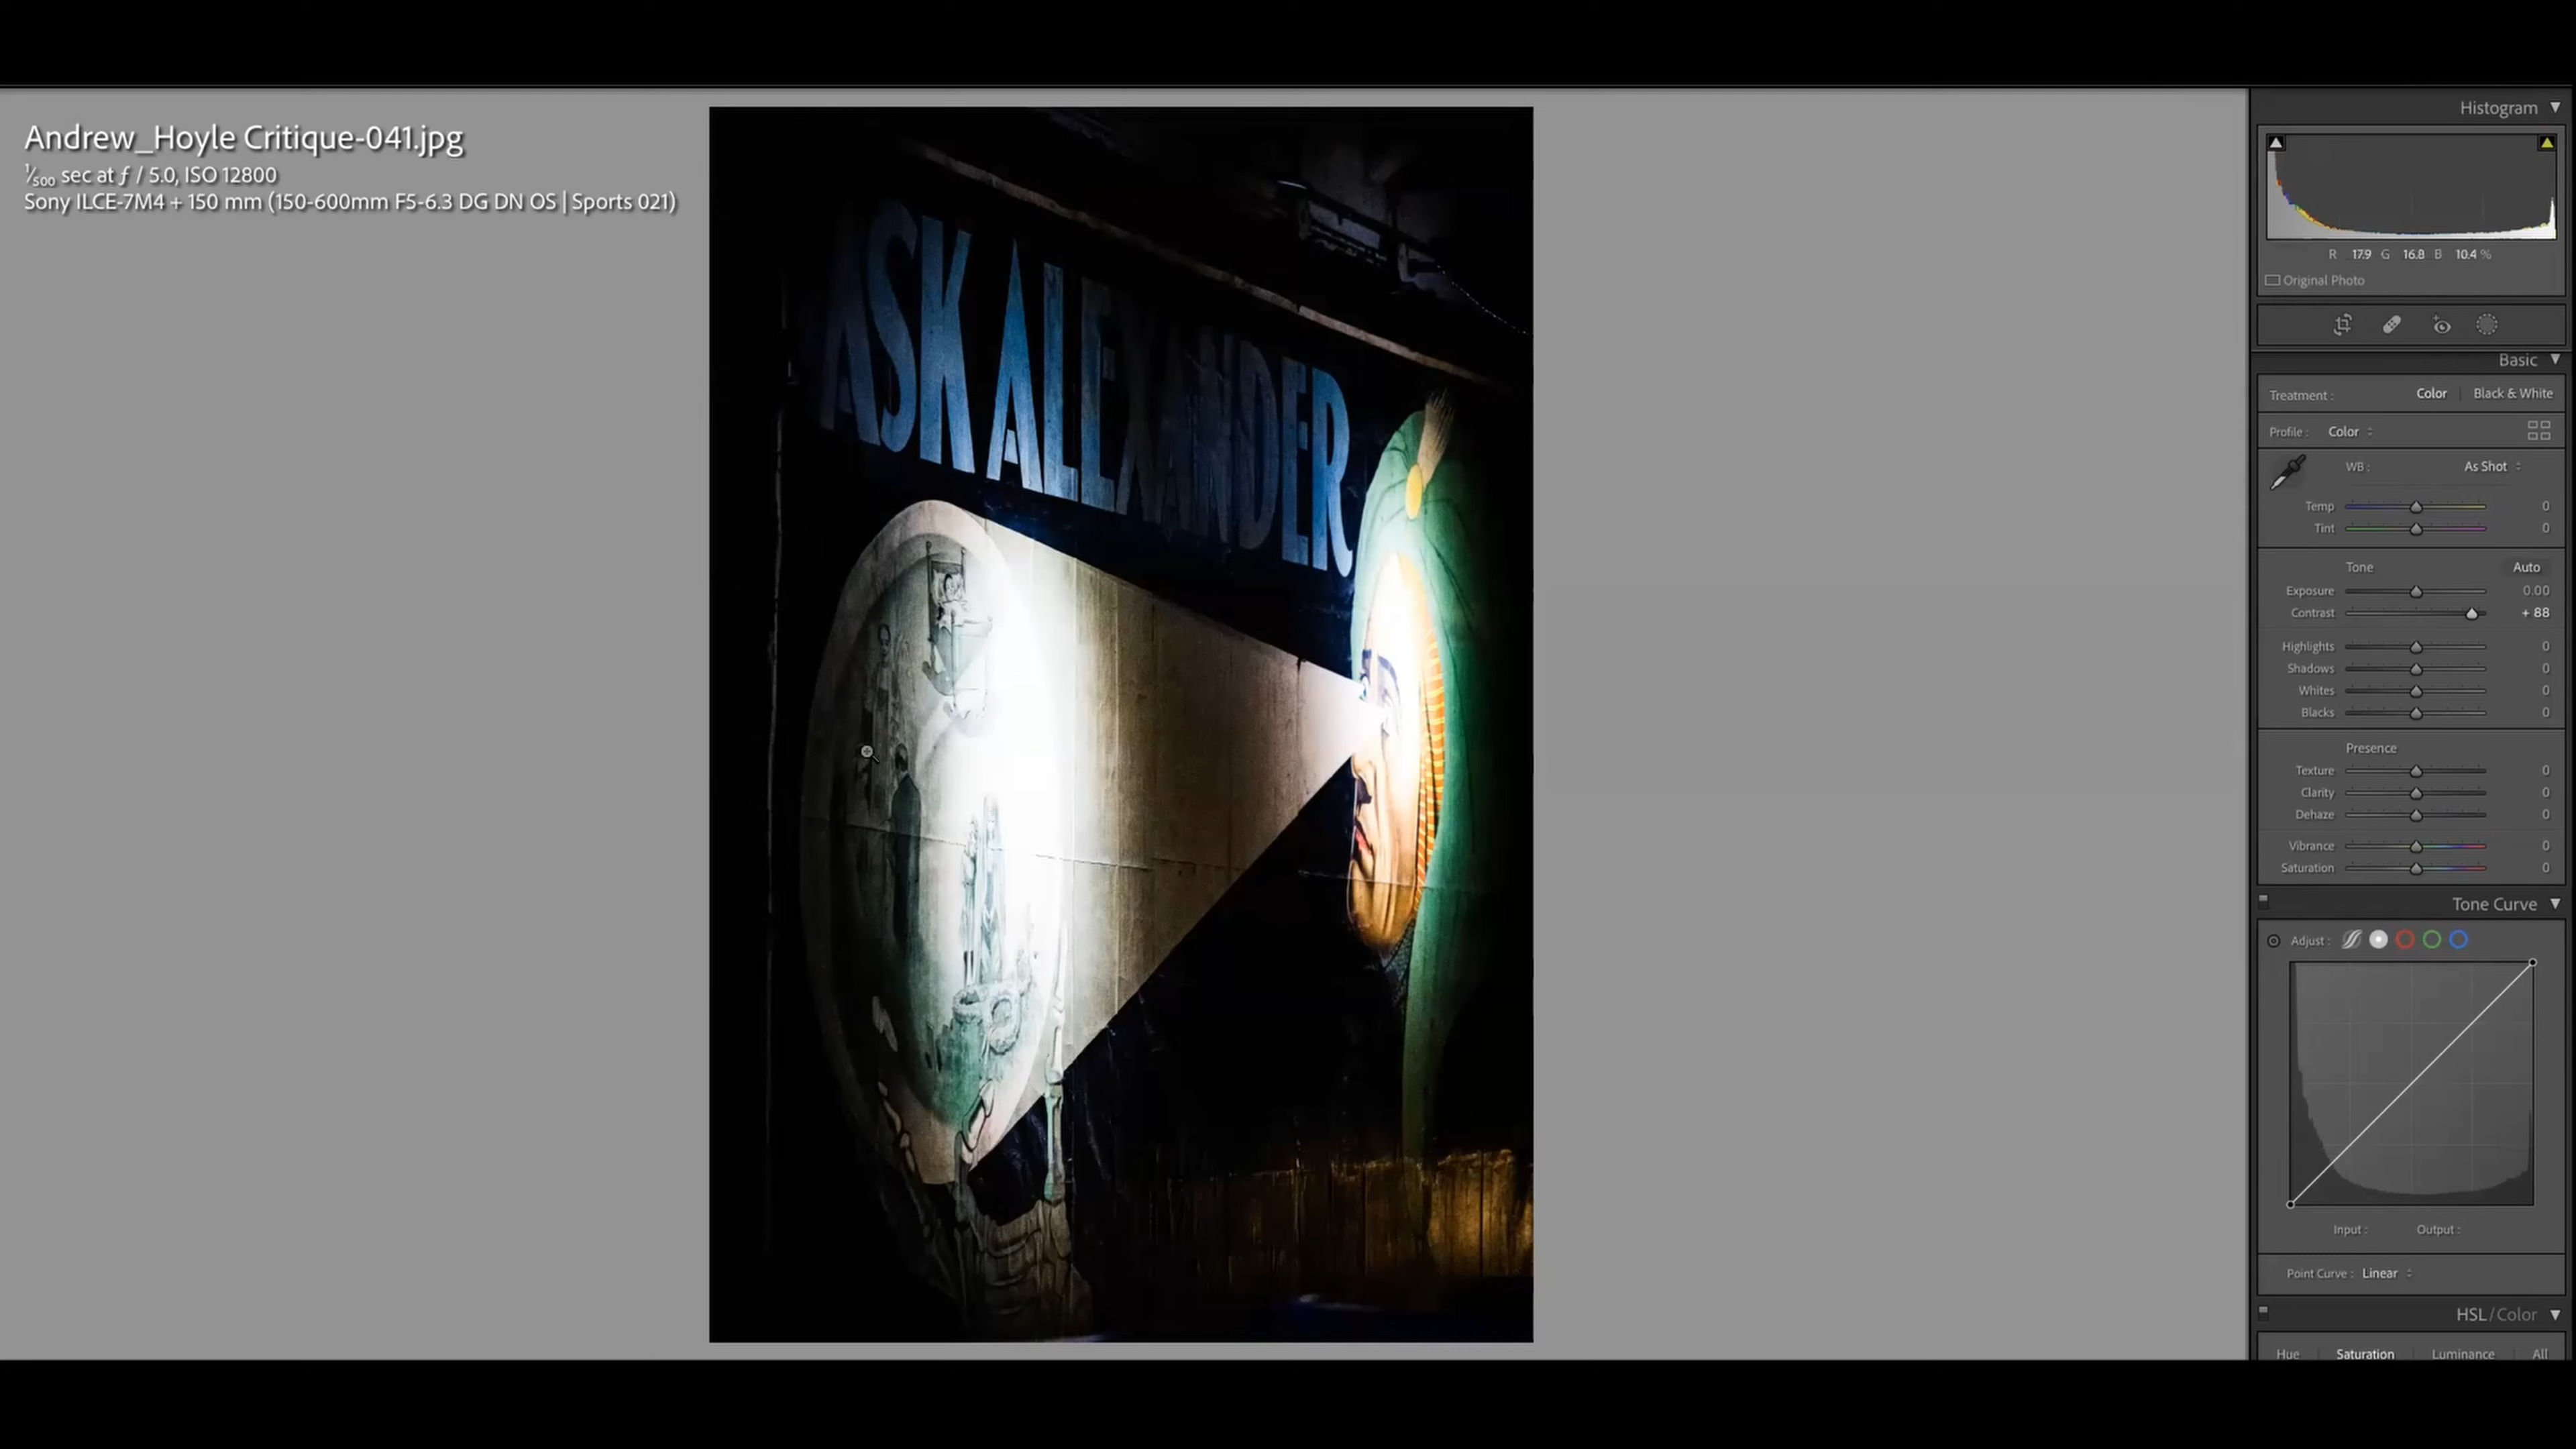 Andrew_Hoyle Critique-041.jpg
1/500 sec at ƒ / 5.0, ISO 12800
Sony ILCE-7M4 + 150 mm (150-600mm F5-6.3 DG DN OS | Sports 021)
ASK ALEXANDER
Histogram
R 17.9 G 16.8 B 10.4 %
Original Photo
Basic
Treatment : Color Black & White
Profile : Color
WB : As Shot
Temp 0
Tint 0
Tone Auto
Exposure 0.00
Contrast + 88
Highlights 0
Shadows 0
Whites 0
Blacks 0
Presence
Texture 0
Clarity 0
Dehaze 0
Vibrance 0
Saturation 0
Tone Curve
Adjust :
Input : Output :
Point Curve : Linear
HSL / Color
Hue Saturation Luminance All